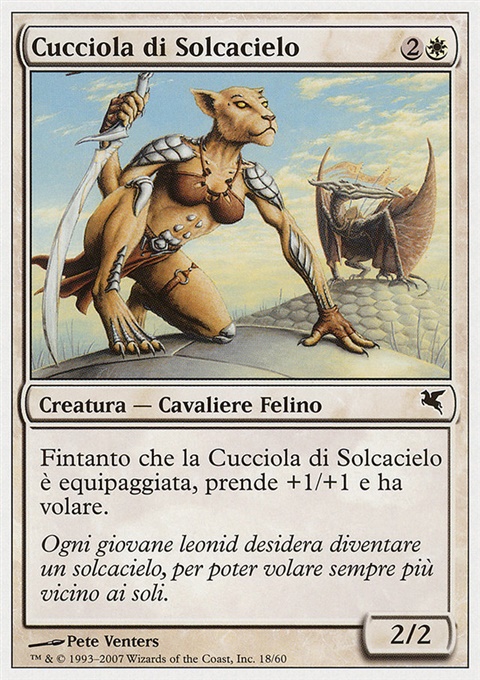 Cucciola di Solcacielo 2
Creatura — Cavaliere Felino
Fintanto che la Cucciola di Solcacielo
è equipaggiata, prende +1/+1 e ha
volare.
Ogni giovane leonid desidera diventare
un solcacielo, per poter volare sempre più
vicino ai soli.
Pete Venters
2/2
™ & © 1993–2007 Wizards of the Coast, Inc. 18/60